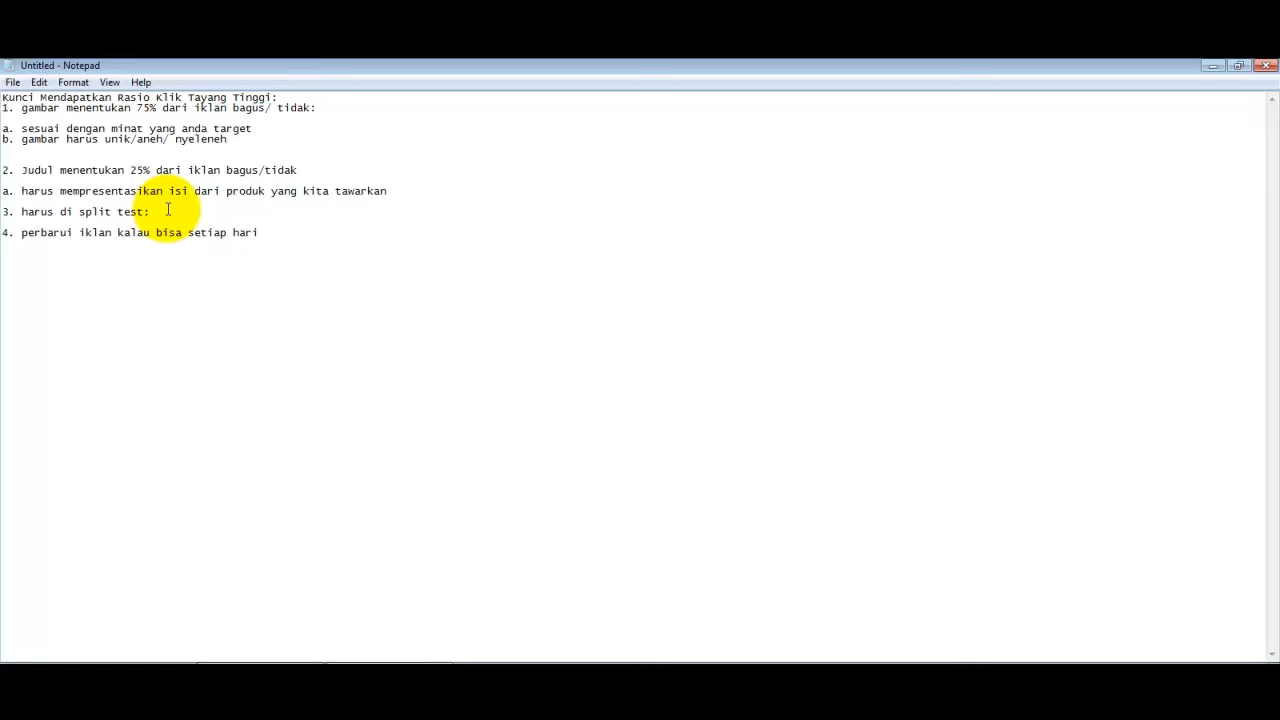 Untitled - Notepad
File Edit Format View Help
Kunci Mendapatkan Rasio Klik Tayang Tinggi:
1. gambar menentukan 75% dari iklan bagus/ tidak:
a. sesuai dengan minat yang anda target
b. gambar harus unik/aneh/ nyeleneh
2. Judul menentukan 25% dari iklan bagus/tidak
a. harus mempresentasikan isi dari produk yang kita tawarkan
3. harus di split test:
4. perbarui iklan kalau bisa setiap hari